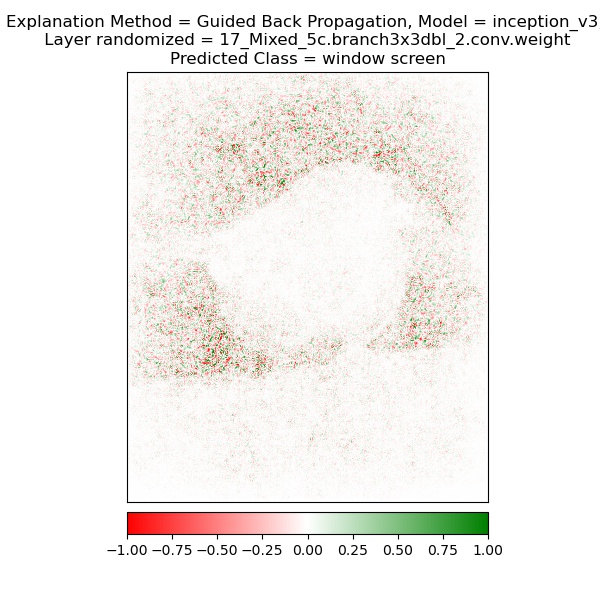 Explanation Method = Guided Back Propagation, Model = inception_v3
Layer randomized = 17_Mixed_5c.branch3x3dbl_2.conv.weight
Predicted Class = window screen
−1.00 −0.75 −0.50 −0.25 0.00 0.25 0.50 0.75 1.00